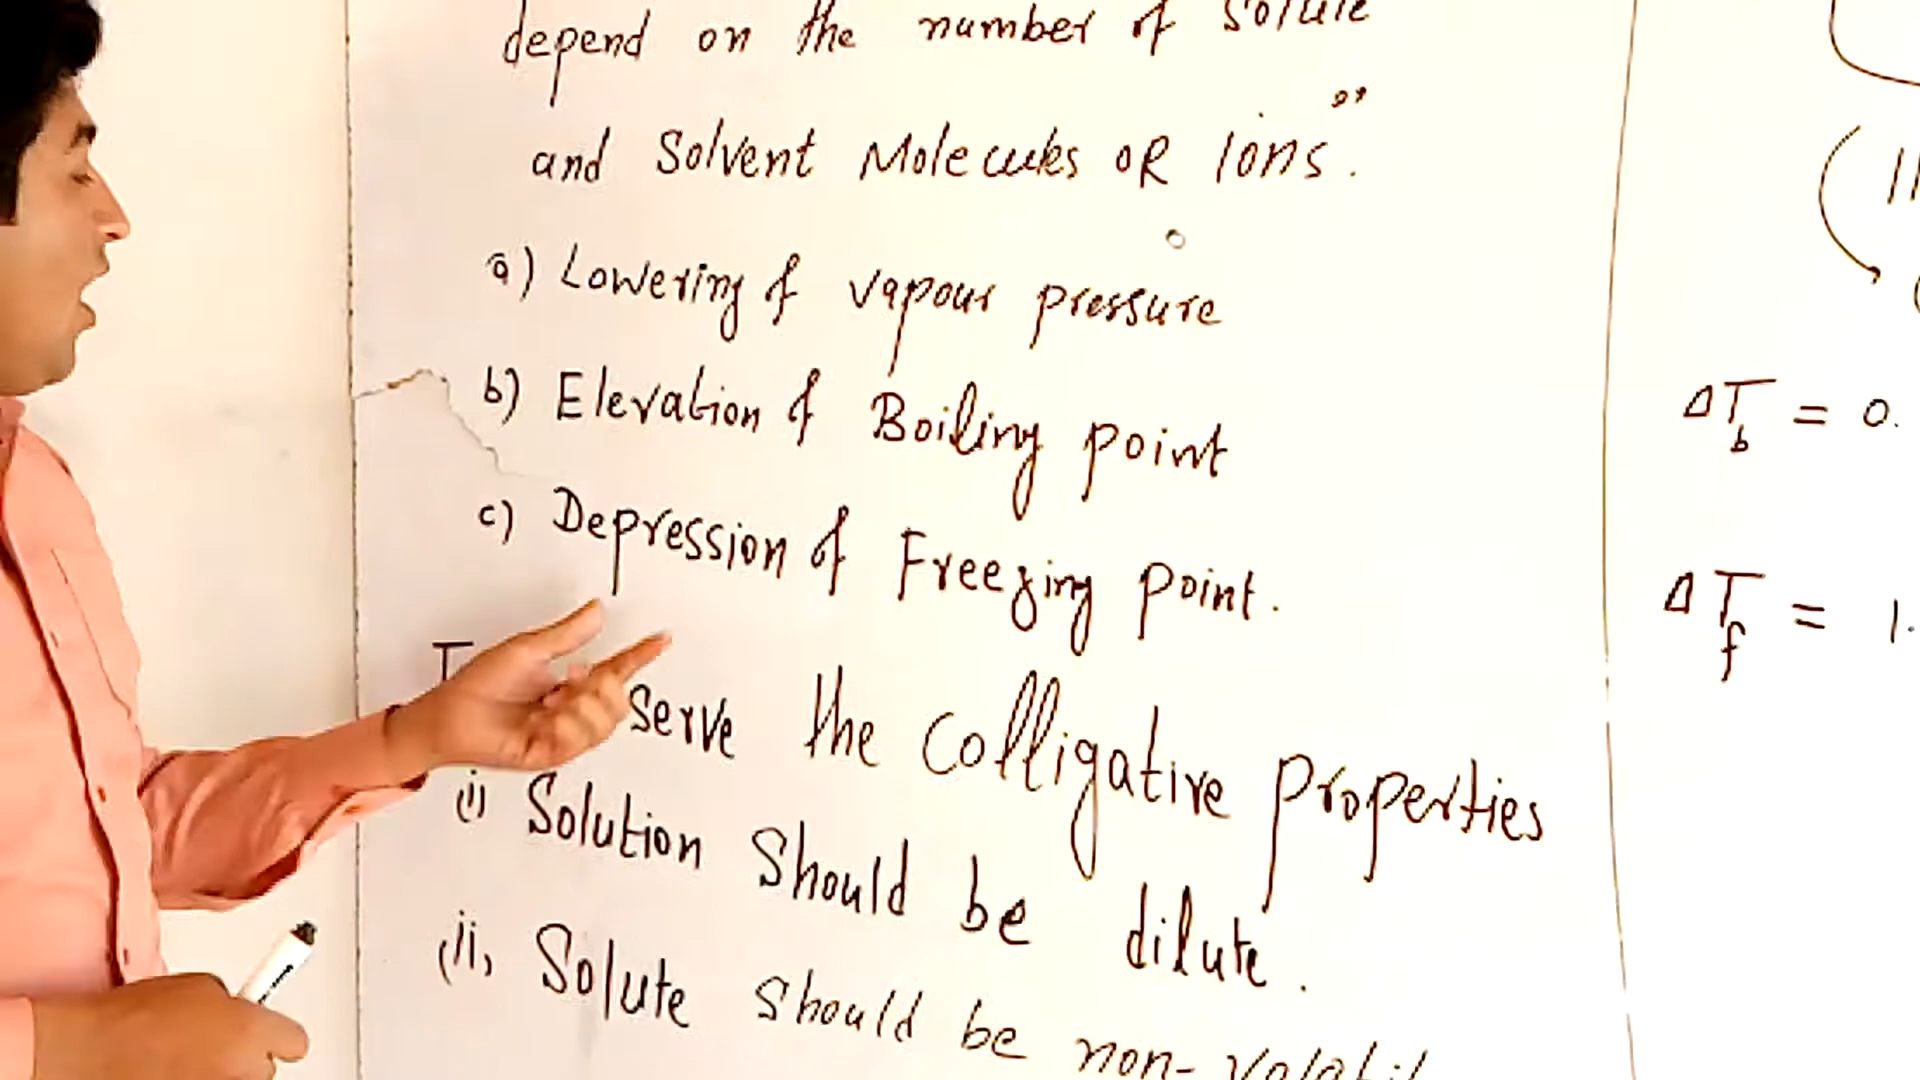 depend on the number of solute
and Solvent Molecules OR Ions."
a) Lowering of vapour pressure
b) Elevation of Boiling point
c) Depression of Freezing point.
serve the Colligative properties
(i) Solution Should be dilute.
(ii) Solute should be non-volatil
ΔTb = 0.
ΔTf = 1.